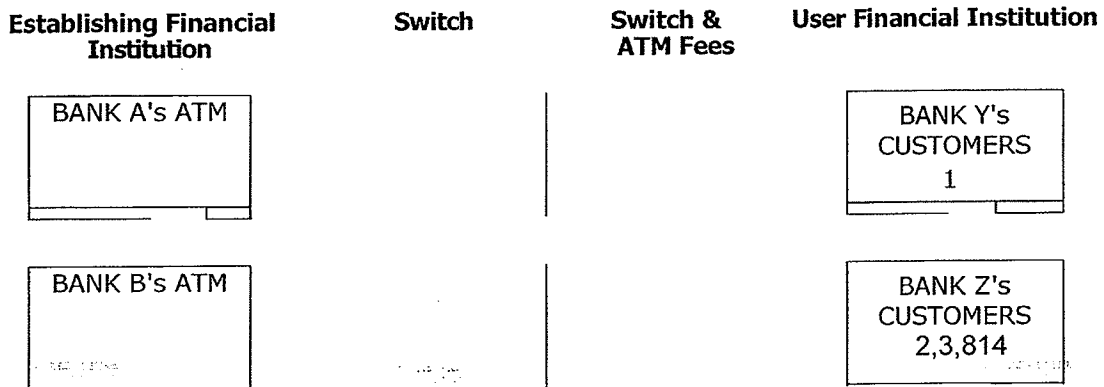 Establishing Financial
Institution
Switch
Switch &
ATM Fees
User Financial Institution
BANK A's ATM
BANK Y's
CUSTOMERS
1
BANK B's ATM
BANK Z's
CUSTOMERS
2,3,814